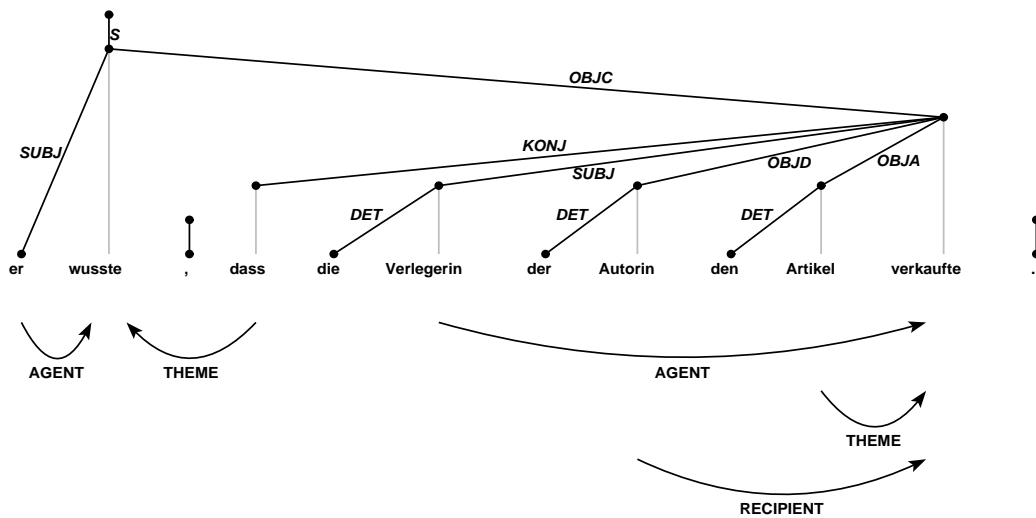 S
OBJC
SUBJ
KONJ
SUBJ
OBJD
OBJA
DET
DET
DET
er wusste , dass die Verlegerin der Autorin den Artikel verkaufte .
AGENT THEME AGENT
THEME
RECIPIENT